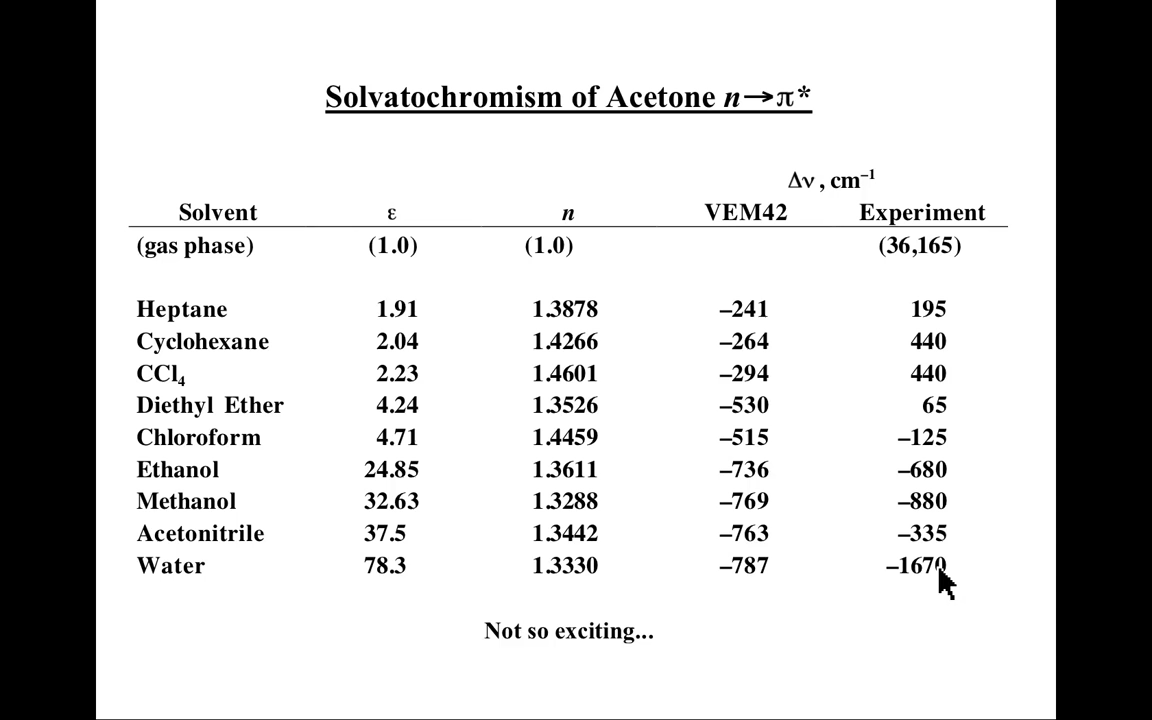 Solvatochromism of Acetone n→π*
Δν , cm⁻¹
Solvent ε n VEM42 Experiment
(gas phase) (1.0) (1.0) (36,165)
Heptane 1.91 1.3878 –241 195
Cyclohexane 2.04 1.4266 –264 440
CCl₄ 2.23 1.4601 –294 440
Diethyl Ether 4.24 1.3526 –530 65
Chloroform 4.71 1.4459 –515 –125
Ethanol 24.85 1.3611 –736 –680
Methanol 32.63 1.3288 –769 –880
Acetonitrile 37.5 1.3442 –763 –335
Water 78.3 1.3330 –787 –1670
Not so exciting...